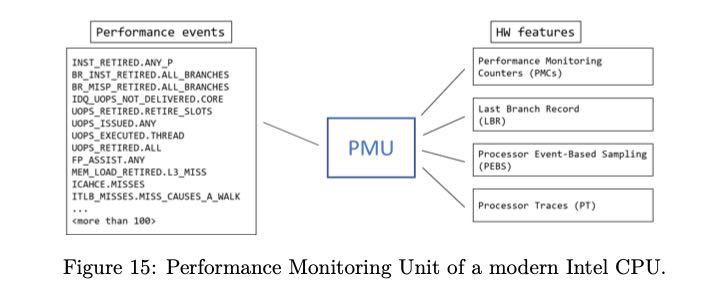 Performance events
INST_RETIRED.ANY_P
BR_INST_RETIRED.ALL_BRANCHES
BR_MISP_RETIRED.ALL_BRANCHES
IDQ_UOPS_NOT_DELIVERED.CORE
UOPS_RETIRED.RETIRE_SLOTS
UOPS_ISSUED.ANY
UOPS_EXECUTED.THREAD
UOPS_RETIRED.ALL
FP_ASSIST.ANY
MEM_LOAD_RETIRED.L3_MISS
ICAHCE.MISSES
ITLB_MISSES.MISS_CAUSES_A_WALK
...
<more than 100>
PMU
HW features
Performance Monitoring
Counters (PMCs)
Last Branch Record
(LBR)
Processor Event-Based Sampling
(PEBS)
Processor Traces (PT)
Figure 15: Performance Monitoring Unit of a modern Intel CPU.